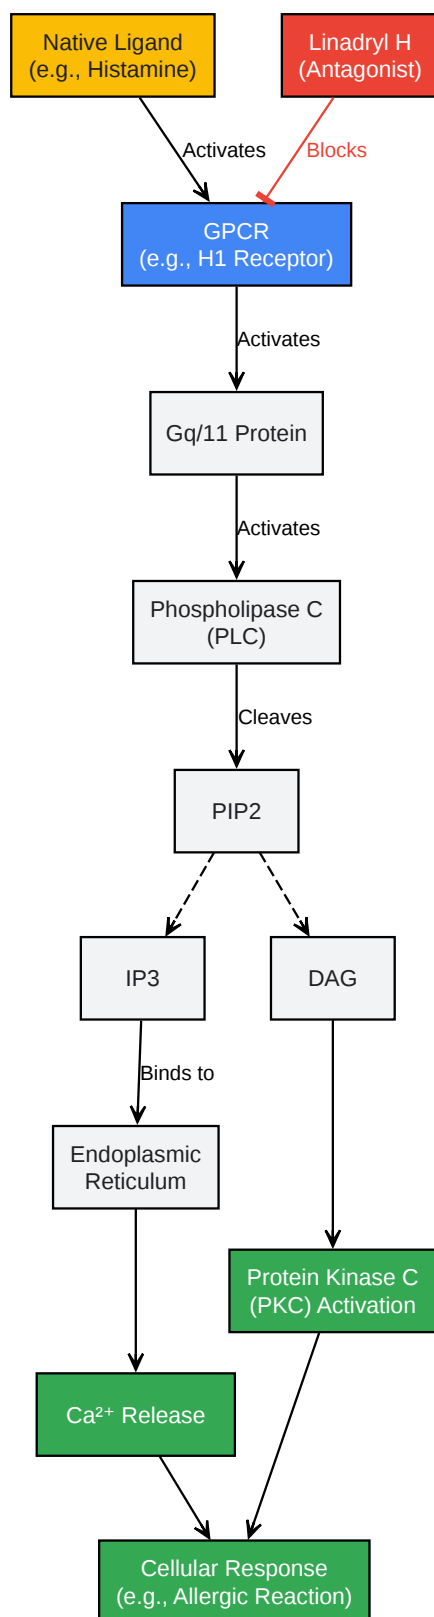 Native Ligand
(e.g., Histamine)
Linadryl H
(Antagonist)
Activates
Blocks
GPCR
(e.g., H1 Receptor)
Activates
Gq/11 Protein
Activates
Phospholipase C
(PLC)
Cleaves
PIP2
IP3
DAG
Binds to
Endoplasmic
Reticulum
Protein Kinase C
(PKC) Activation
Ca²⁺ Release
Cellular Response
(e.g., Allergic Reaction)